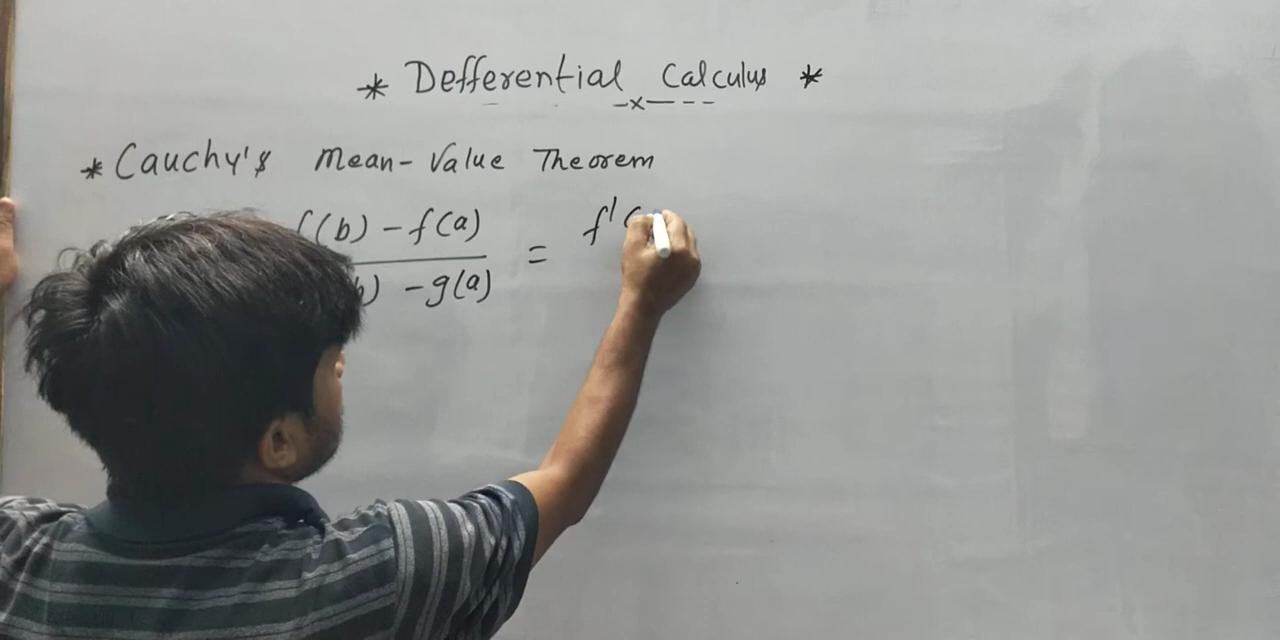 * Defferential Calculus *
* Cauchy's Mean-Value Theorem
f(b) - f(a) = f'(
b) - g(a)